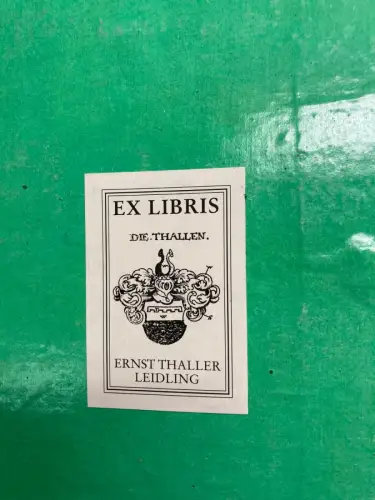 EX LIBRIS
DIE.THALLEN.
ERNST THALLER
LEIDLING